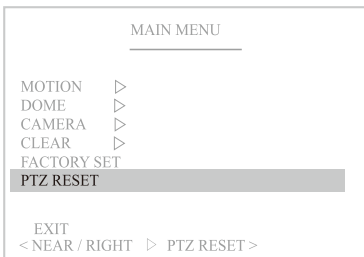 MAIN MENU
MOTION ▷
DOME ▷
CAMERA ▷
CLEAR ▷
FACTORY SET
PTZ RESET
EXIT
< NEAR / RIGHT ▷ PTZ RESET >